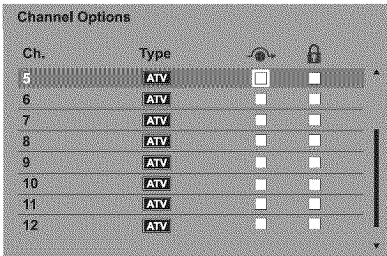 Channel Options
Ch. Type
5 ATV
6 ATV
7 ATV
8 ATV
9 ATV
10 ATV
11 ATV
12 ATV